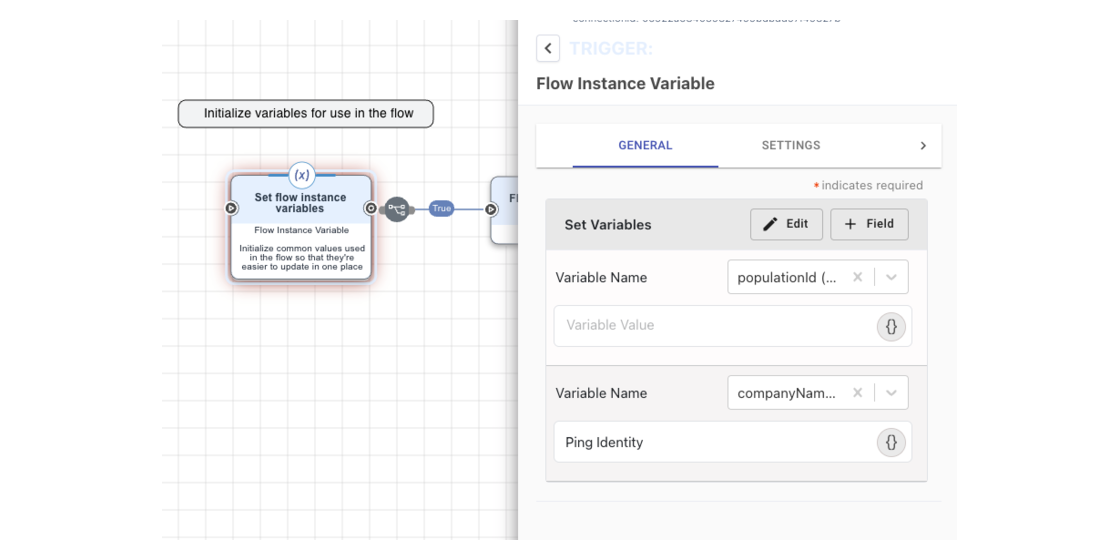 TRIGGER:
Flow Instance Variable
Initialize variables for use in the flow
GENERAL
SETTINGS
* indicates required
(x)
Set flow instance
variables
Flow Instance Variable
Initialize common values used
in the flow so that they're
easier to update in one place
True
Fl
Set Variables
Edit
+ Field
Variable Name
populationId (...
Variable Value
{}
Variable Name
companyNam...
Ping Identity
{}